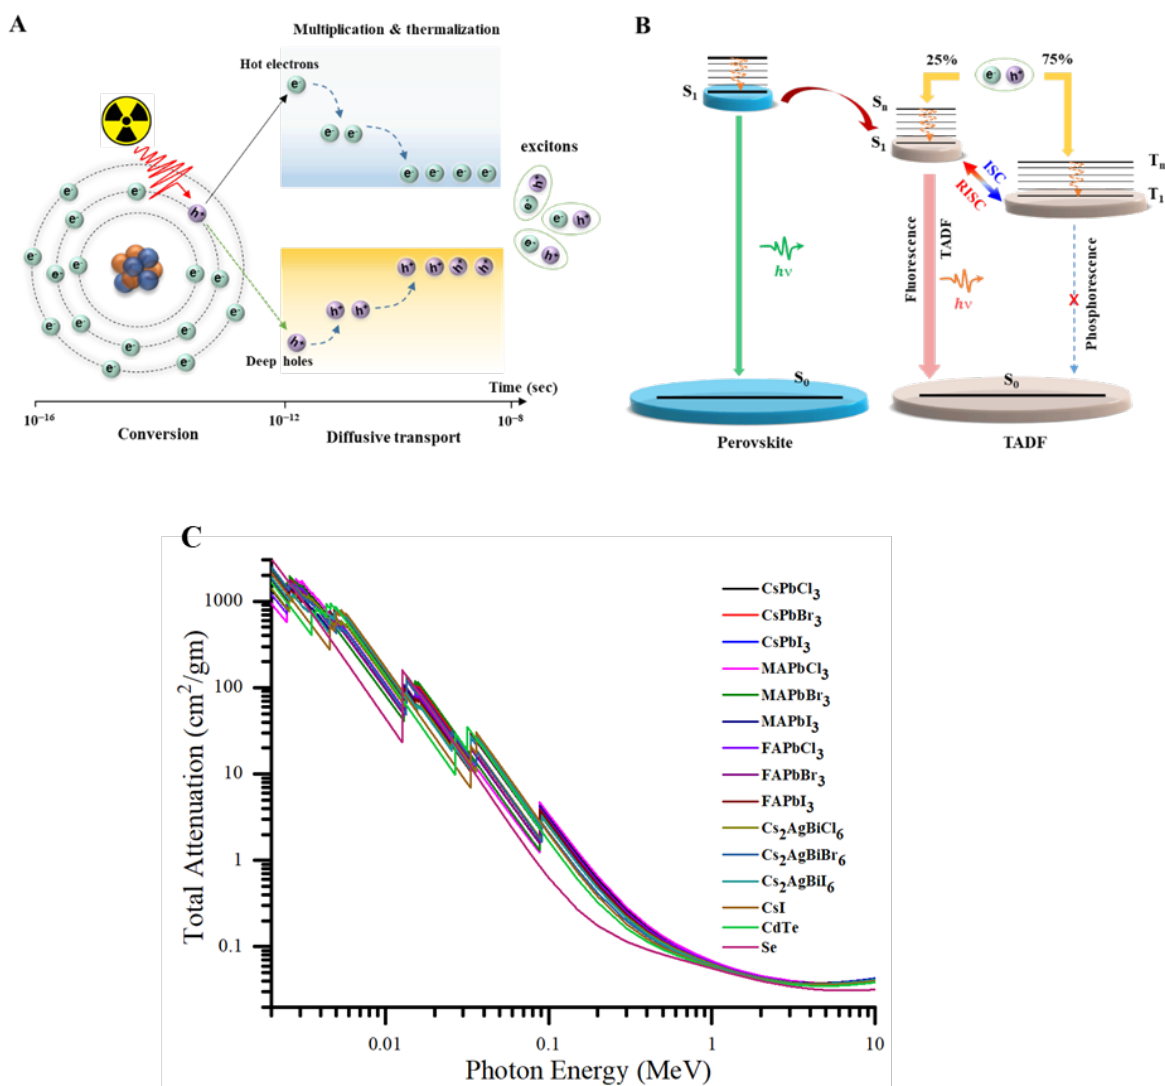 A
Multiplication & thermalization
Hot electrons
e⁻
e⁻ e⁻
e⁻ e⁻ e⁻ e⁻
excitons
e⁻ h⁺
e⁻ h⁺
e⁻ h⁺
e⁻ e⁻ h⁺
e⁻ e⁻
e⁻ e⁻ e⁻ e⁻
e⁻ e⁻
e⁻ e⁻
e⁻ e⁻
h⁺ h⁺ h⁺ h⁺
h⁺ h⁺
h⁺
Deep holes
Time (sec)
10⁻¹⁶ 10⁻¹² 10⁻⁸
Conversion
Diffusive transport
B
25% 75%
e⁻ h⁺
S₁
Sₙ
S₁
Tₙ
T₁
ISC
RISC
hν
Fluorescence
TADF
hν
X
Phosphorescence
S₀
S₀
Perovskite
TADF
C
Total Attenuation (cm²/gm)
1000
100
10
1
0.1
CsPbCl₃
CsPbBr₃
CsPbI₃
MAPbCl₃
MAPbBr₃
MAPbI₃
FAPbCl₃
FAPbBr₃
FAPbI₃
Cs₂AgBiCl₆
Cs₂AgBiBr₆
Cs₂AgBiI₆
CsI
CdTe
Se
0.01 0.1 1 10
Photon Energy (MeV)